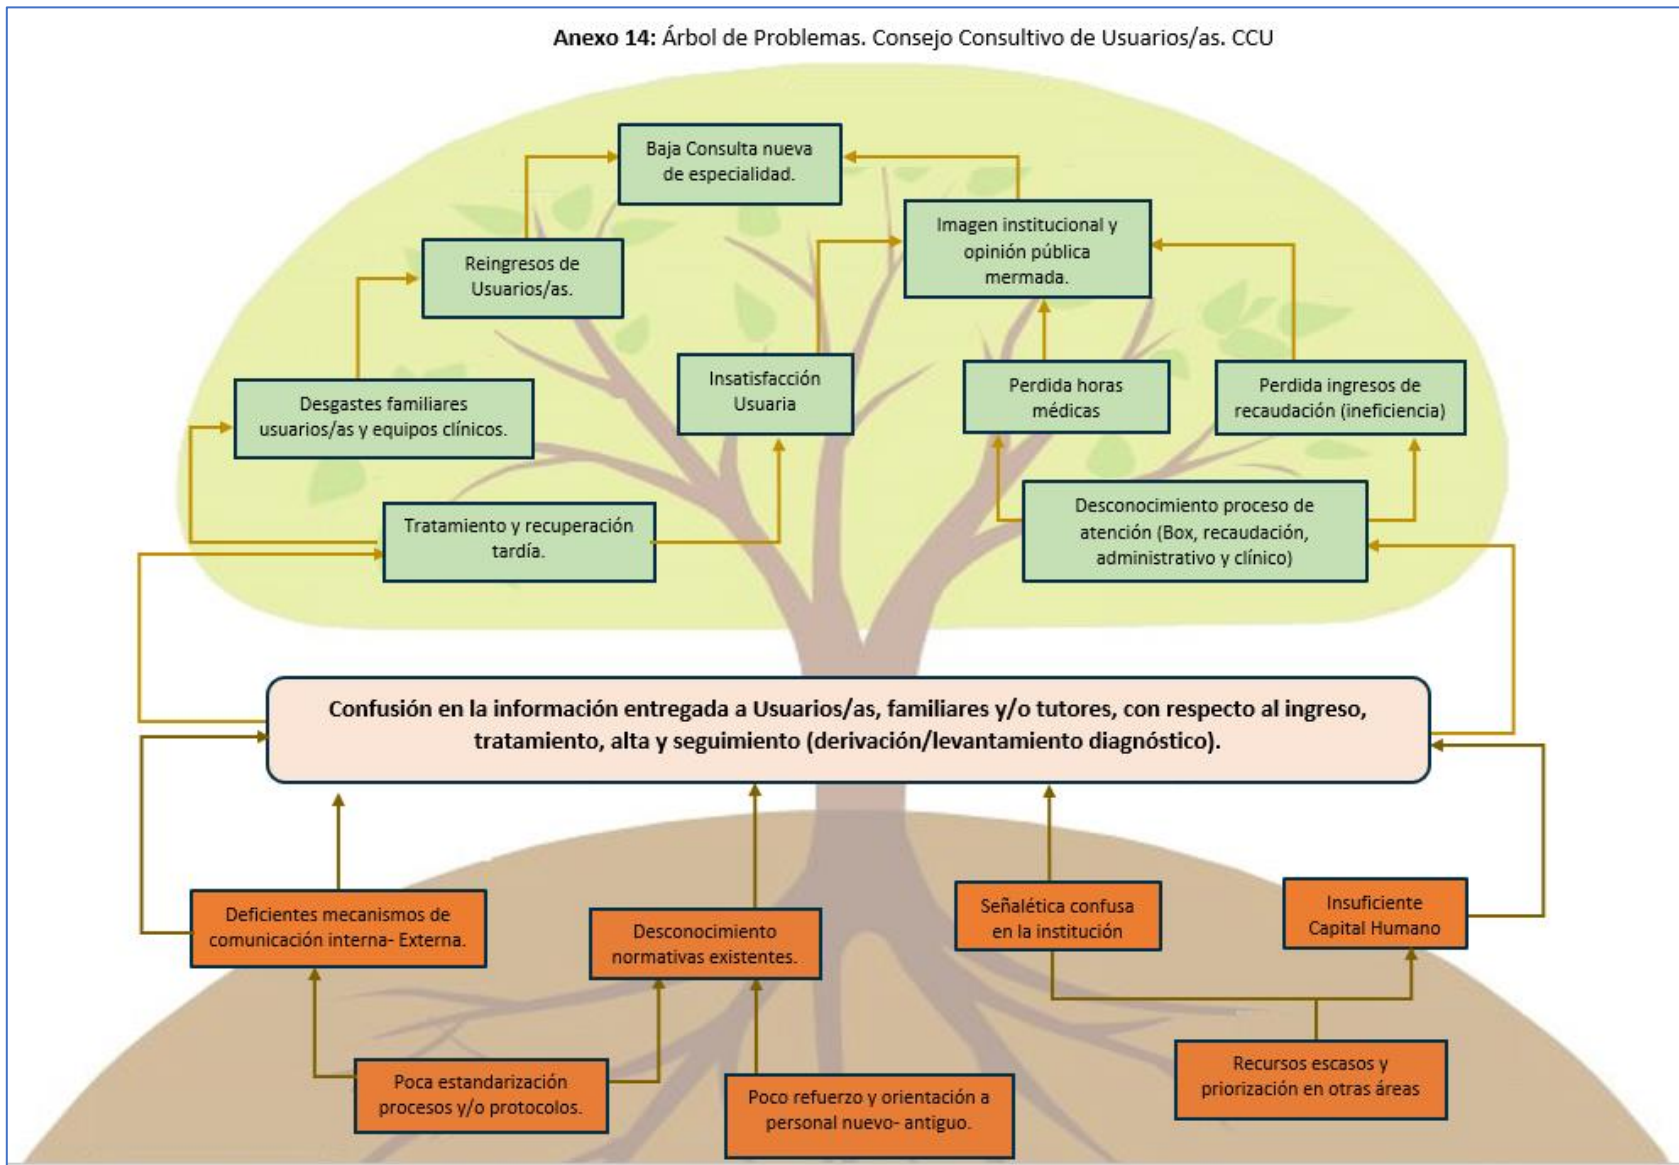 Anexo 14: Árbol de Problemas. Consejo Consultivo de Usuarios/as. CCU
Baja Consulta nueva
de especialidad.
Imagen institucional y
opinión pública
mermada.
Reingresos de
Usuarios/as.
Insatisfacción
Usuaria
Perdida horas
médicas
Perdida ingresos de
recaudación (ineficiencia)
Desgastes familiares
usuarios/as y equipos clínicos.
Tratamiento y recuperación
tardía.
Desconocimiento proceso de
atención (Box, recaudación,
administrativo y clínico)
Confusión en la información entregada a Usuarios/as, familiares y/o tutores, con respecto al ingreso,
tratamiento, alta y seguimiento (derivación/levantamiento diagnóstico).
Deficientes mecanismos de
comunicación interna- Externa.
Desconocimiento
normativas existentes.
Señalética confusa
en la institución
Insuficiente
Capital Humano
Poca estandarización
procesos y/o protocolos.
Poco refuerzo y orientación a
personal nuevo- antiguo.
Recursos escasos y
priorización en otras áreas